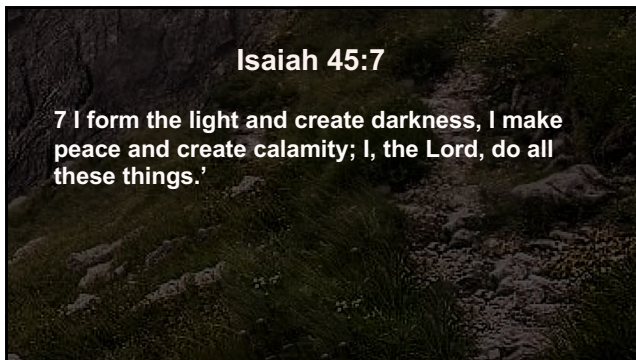 Isaiah 45:7
7 I form the light and create darkness, I make
peace and create calamity; I, the Lord, do all
these things.’